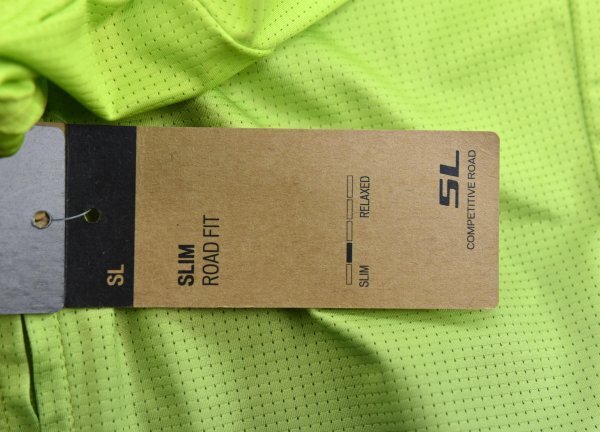 SL
SLIM
ROAD FIT
SLIM
RELAXED
SL
COMPETITIVE ROAD